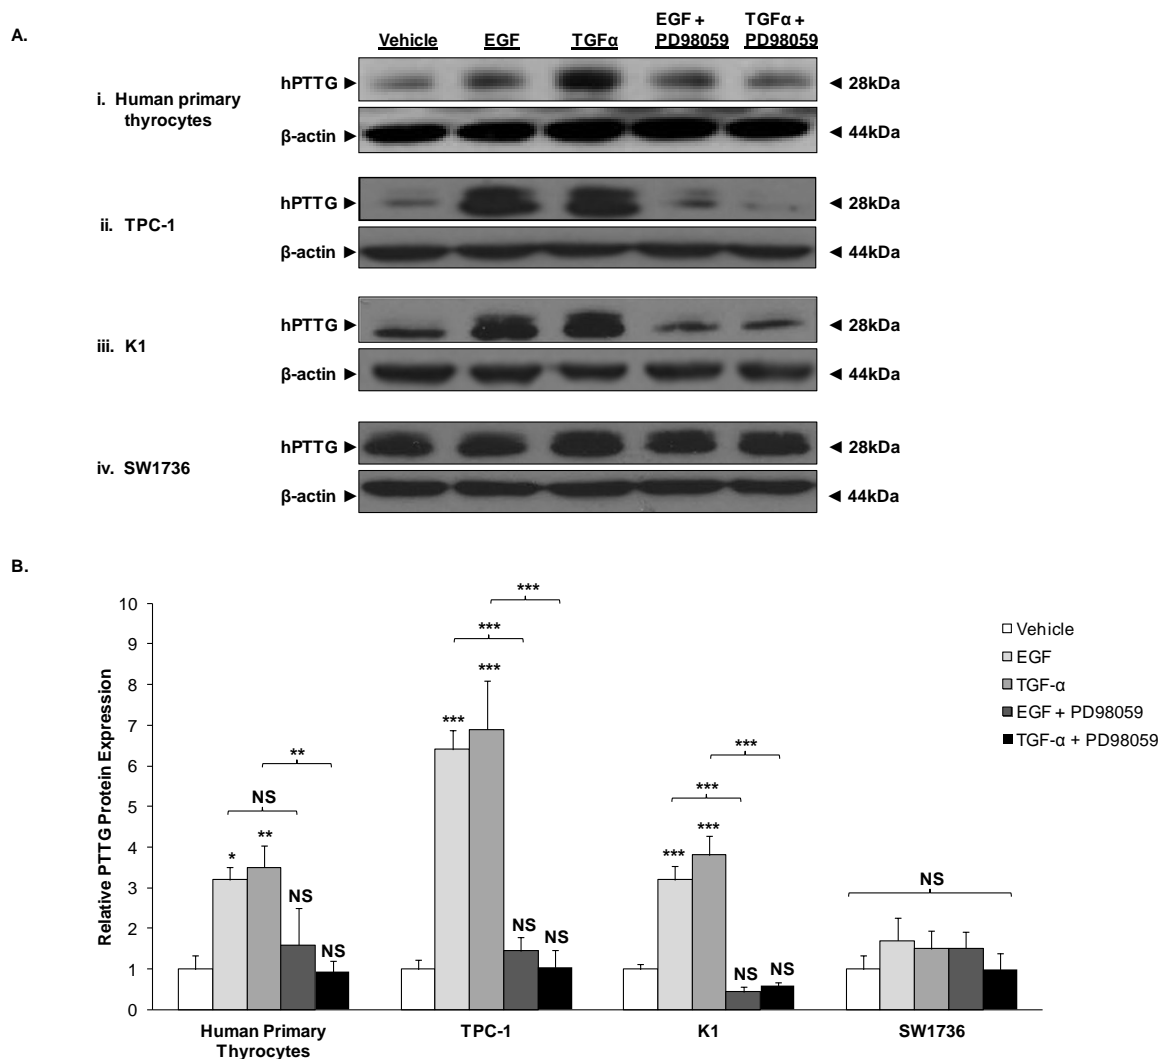 A.
Vehicle EGF TGFα EGF + PD98059 TGFα + PD98059
i. Human primary thyrocytes
hPTTG ► ◄ 28kDa
β-actin ► ◄ 44kDa
ii. TPC-1
hPTTG ► ◄ 28kDa
β-actin ► ◄ 44kDa
iii. K1
hPTTG ► ◄ 28kDa
β-actin ► ◄ 44kDa
iv. SW1736
hPTTG ► ◄ 28kDa
β-actin ► ◄ 44kDa
B.
Relative PTTG Protein Expression
10
9
8
7
6
5
4
3
2
1
0
* ** NS NS
NS
**
*** *** NS NS
***
***
*** *** NS NS
***
***
NS
Human Primary
Thyrocytes
TPC-1
K1
SW1736
Vehicle
EGF
TGF-α
EGF + PD98059
TGF-α + PD98059